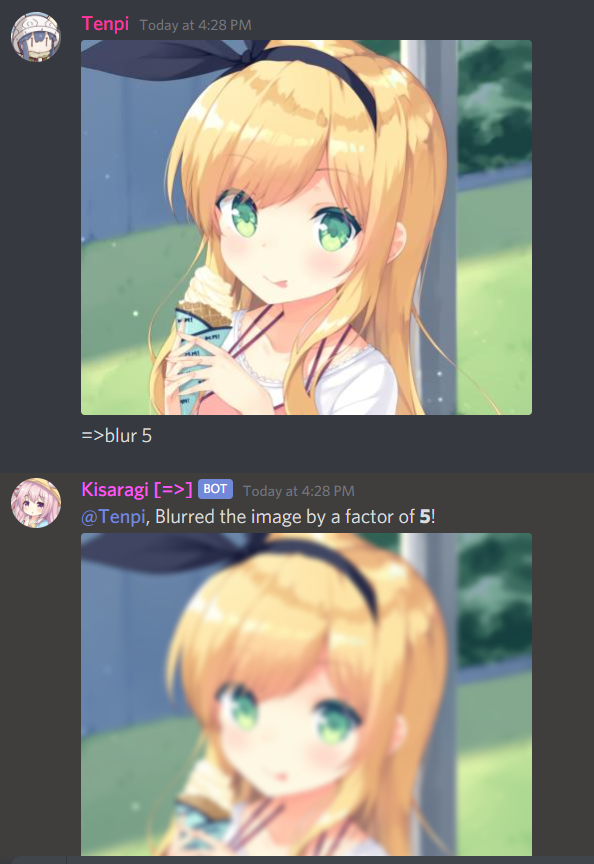 Tenpi Today at 4:28 PM
=>blur 5
Kisaragi [=>] BOT Today at 4:28 PM
@Tenpi, Blurred the image by a factor of 5!